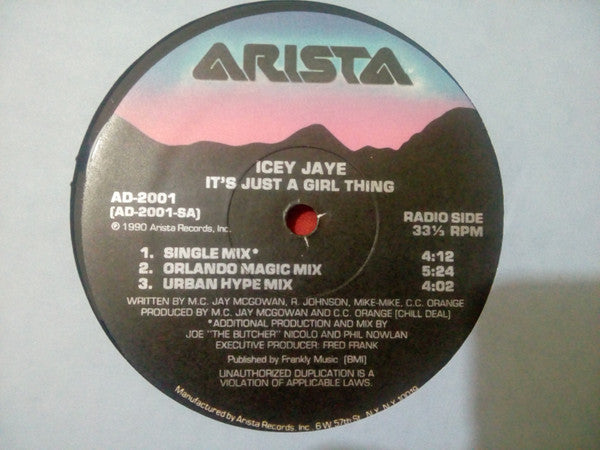 ARISTA
ICEY JAYE
IT'S JUST A GIRL THING
AD-2001
(AD-2001-SA)
℗ 1990 Arista Records, Inc.
RADIO SIDE
33⅓ RPM
1. SINGLE MIX* 4:12
2. ORLANDO MAGIC MIX 5:24
3. URBAN HYPE MIX 4:02
WRITTEN BY M.C. JAY MCGOWAN, R. JOHNSON, MIKE-MIKE, C.C. ORANGE
PRODUCED BY M.C. JAY MCGOWAN AND C.C. ORANGE (CHILL DEAL)
*ADDITIONAL PRODUCTION AND MIX BY
JOE "THE BUTCHER" NICOLO AND PHIL NOWLAN
EXECUTIVE PRODUCER: FRED FRANK
Published by Frankly Music (BMI)
UNAUTHORIZED DUPLICATION IS A
VIOLATION OF APPLICABLE LAWS.
Manufactured by Arista Records, Inc. 6 W 57th St., N.Y., N.Y. 10019